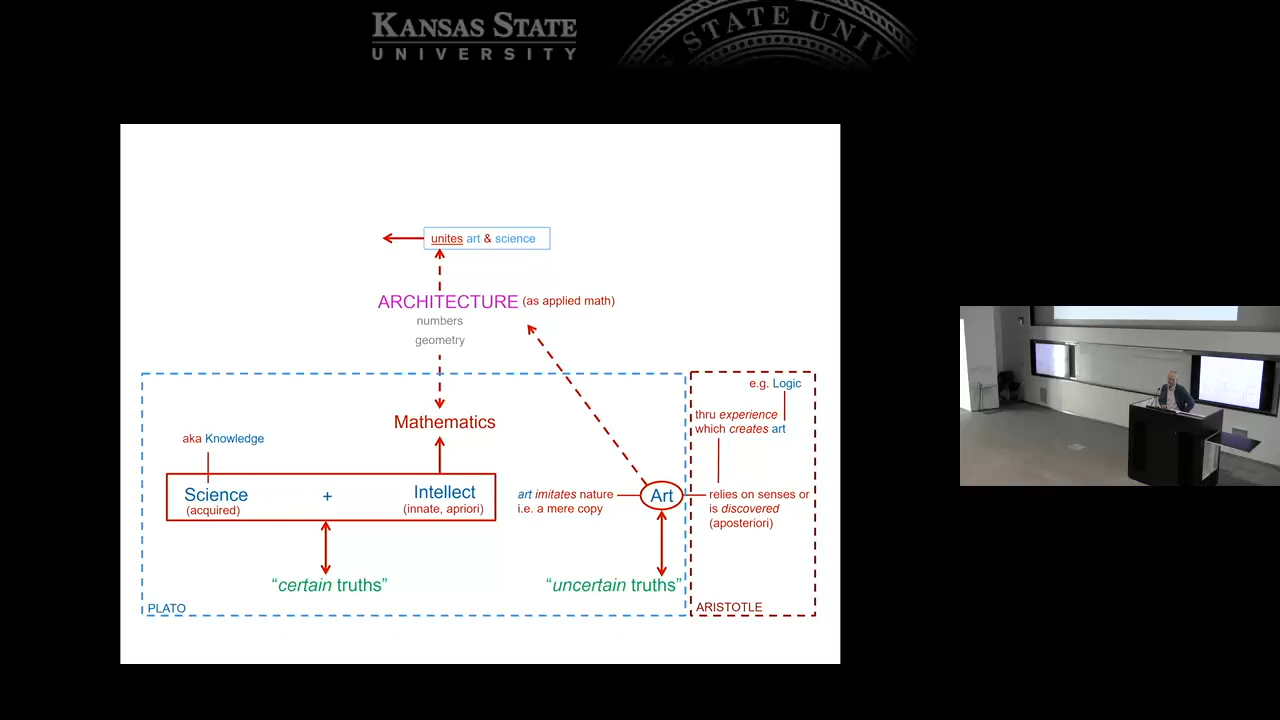 KANSAS STATE
UNIVERSITY
STATE UNIV
unites art & science
ARCHITECTURE (as applied math)
numbers
geometry
e.g. Logic
thru experience
which creates art
Mathematics
aka Knowledge
Science
(acquired)
+
Intellect
(innate, apriori)
art imitates nature
i.e. a mere copy
Art
relies on senses or
is discovered
(aposteriori)
“certain truths”
“uncertain truths”
PLATO
ARISTOTLE